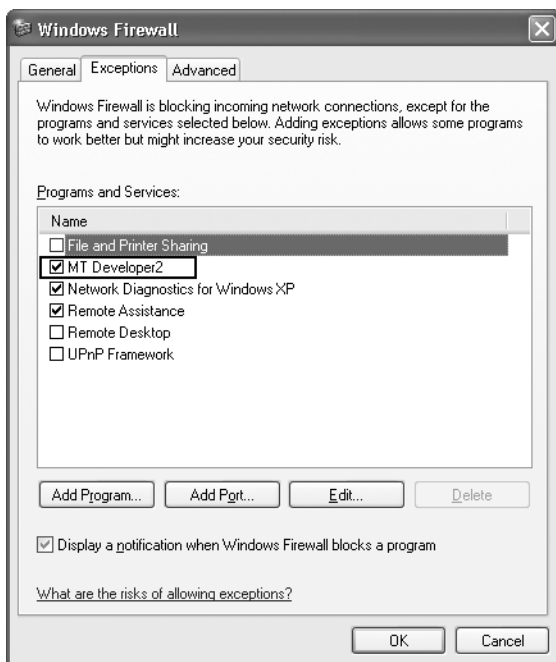 Windows Firewall
General Exceptions Advanced
Windows Firewall is blocking incoming network connections, except for the
programs and services selected below. Adding exceptions allows some programs
to work better but might increase your security risk.
Programs and Services:
Name
File and Printer Sharing
MT Developer2
Network Diagnostics for Windows XP
Remote Assistance
Remote Desktop
UPnP Framework
Add Program... Add Port... Edit... Delete
Display a notification when Windows Firewall blocks a program
What are the risks of allowing exceptions?
OK Cancel